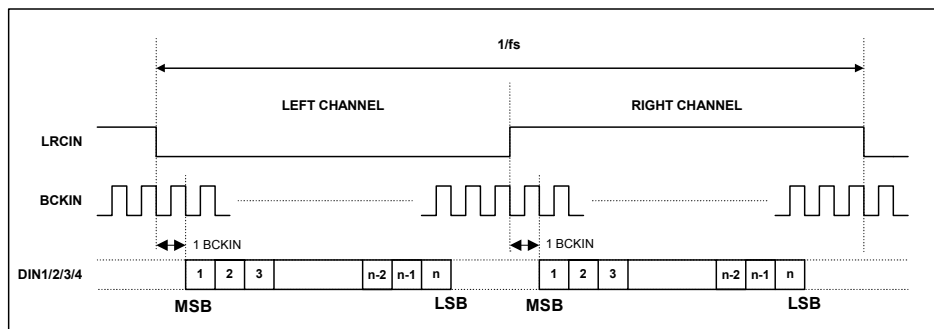 1/fs
LEFT CHANNEL RIGHT CHANNEL
LRCIN
BCKIN
1 BCKIN 1 BCKIN
DIN1/2/3/4 1 2 3 n-2 n-1 n 1 2 3 n-2 n-1 n
MSB LSB MSB LSB